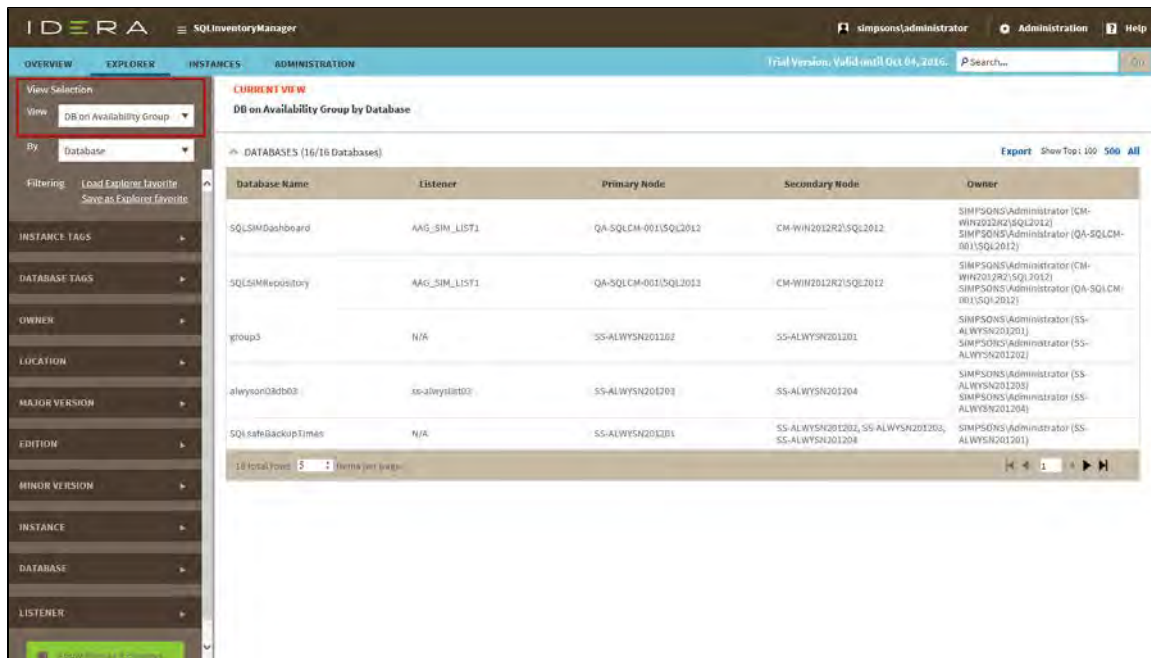 IDERA
SQLInventoryManager
simpsons\administrator
Administration
Help
OVERVIEW
EXPLORER
INSTANCES
ADMINISTRATION
Trial Version: Valid until Oct 04, 2016.
Search...
View Selection
View
DB on Availability Group
By
Database
Filtering
Load Explorer favorite
Save as Explorer favorite
INSTANCE TAGS
DATABASE TAGS
OWNER
LOCATION
MAJOR VERSION
EDITION
MINOR VERSION
INSTANCE
DATABASE
LISTENER
CURRENT VIEW
DB on Availability Group by Database
DATABASES (16/16 Databases)
Export Show Top: 100 500 All
Database Name Listener Primary Node Secondary Node Owner
SQLSIMDashboard AAG_SIM_LIST1 QA-SQLCM-001\SQL2012 CM-WIN2012R2\SQL2012
SIMPSONS\Administrator (CM-
WIN2012R2\SQL2012)
SIMPSONS\Administrator (QA-SQLCM-
001\SQL2012)
SQLSIMRepository AAG_SIM_LIST1 QA-SQLCM-001\SQL2012 CM-WIN2012R2\SQL2012
SIMPSONS\Administrator (CM-
WIN2012R2\SQL2012)
SIMPSONS\Administrator (QA-SQLCM-
001\SQL2012)
group3 N/A SS-ALWYSN201202 SS-ALWYSN201201
SIMPSONS\Administrator (SS-
ALWYSN201201)
SIMPSONS\Administrator (SS-
ALWYSN201202)
alwyson03db03 ss-alwyslist03 SS-ALWYSN201203 SS-ALWYSN201204
SIMPSONS\Administrator (SS-
ALWYSN201203)
SIMPSONS\Administrator (SS-
ALWYSN201204)
SQLsafeBackupTimes N/A SS-ALWYSN201201
SS-ALWYSN201202, SS-ALWYSN201203,
SS-ALWYSN201204
SIMPSONS\Administrator (SS-
ALWYSN201201)
total rows 5 items per page
1